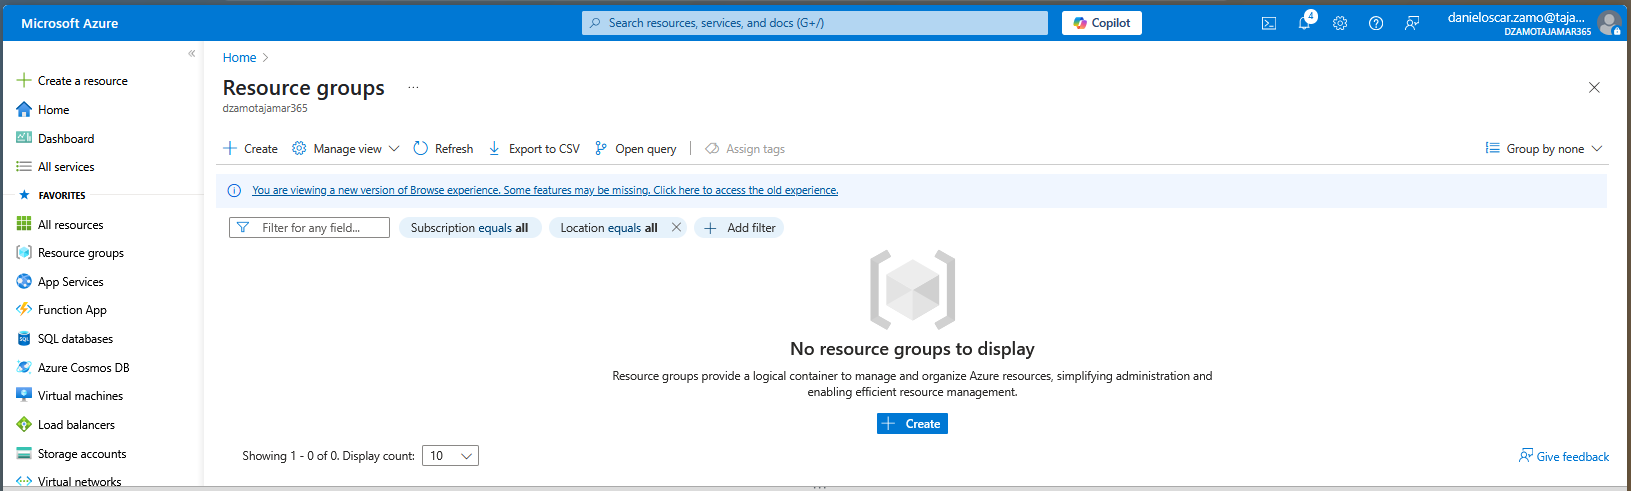 Microsoft Azure
Search resources, services, and docs (G+/)
Copilot
4
danieloscar.zamo@taja...
DZAMOTAJAMAR365
Create a resource
Home
Dashboard
All services
FAVORITES
All resources
Resource groups
App Services
Function App
SQL databases
Azure Cosmos DB
Virtual machines
Load balancers
Storage accounts
Virtual networks
Home
Resource groups
...
dzamotajamar365
Create
Manage view
Refresh
Export to CSV
Open query
Assign tags
Group by none
You are viewing a new version of Browse experience. Some features may be missing. Click here to access the old experience.
Filter for any field...
Subscription equals all
Location equals all
Add filter
No resource groups to display
Resource groups provide a logical container to manage and organize Azure resources, simplifying administration and
enabling efficient resource management.
Create
Showing 1 - 0 of 0. Display count:
10
Give feedback